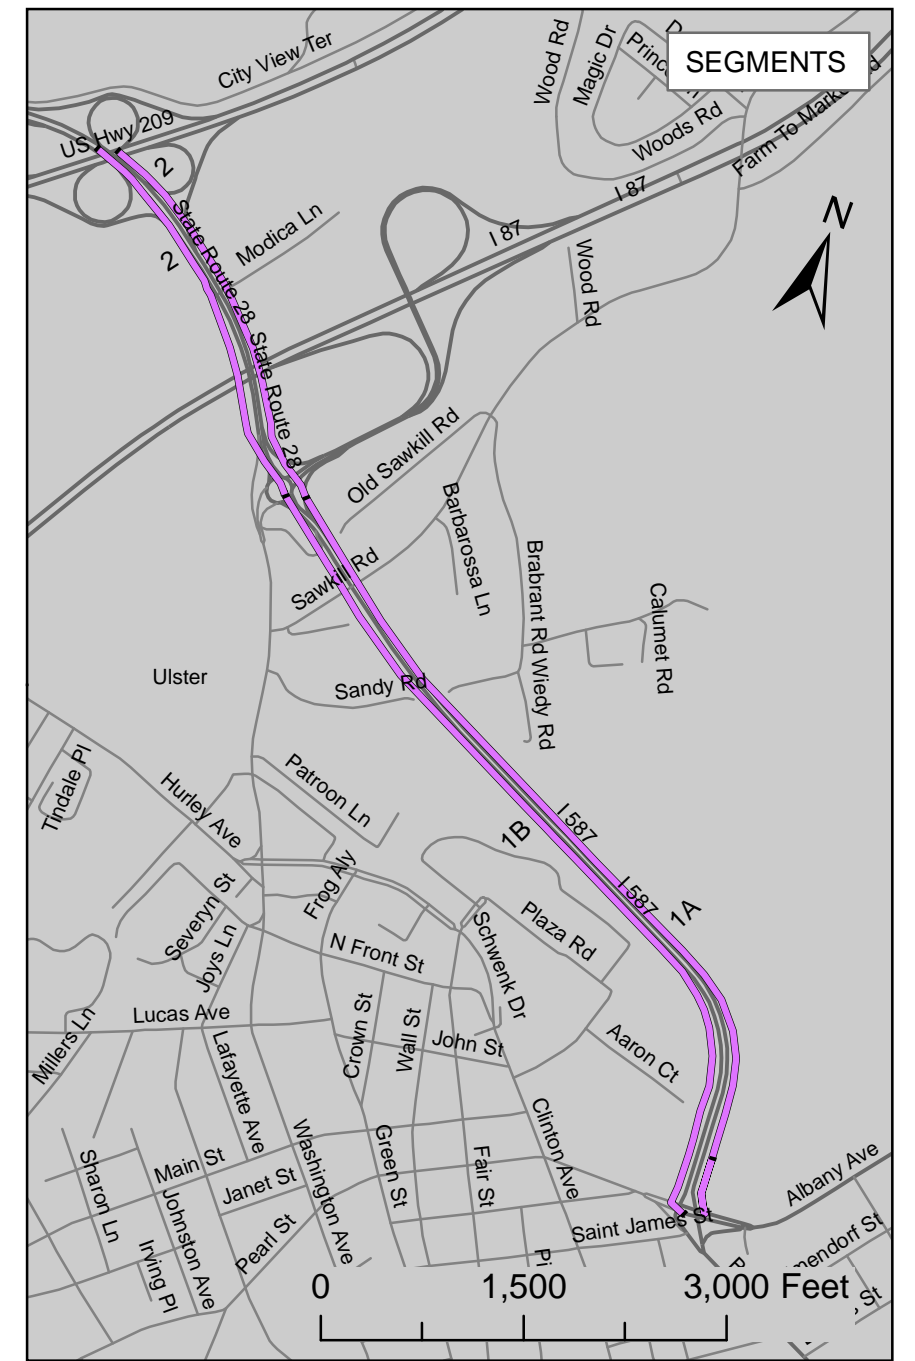 City View Ter
Wood Rd
Magic Dr
SEGMENTS
US Hwy 209
Woods Rd
2
I 87
I 87
State Route 28
Modica Ln
N
2
Wood Rd
State Route 28
Old Sawkill Rd
Barbarossa Ln
Brabrant Rd
Sawkill Rd
Calumet Rd
Ulster
Sandy Rd
Wiedy Rd
Tindale Pl
Hurley Ave
Patroon Ln
I 587
1B
Frog Aly
I 587
1A
Severyn St
Joys Ln
N Front St
Schwenk Dr
Plaza Rd
Lucas Ave
Millers Ln
Crown St
Wall St
John St
Aaron Ct
Lafayette Ave
Clinton Ave
Washington Ave
Green St
Fair St
Sharon Ln
Main St
Johnston Ave
Janet St
Albany Ave
Saint James St
Pearl St
Irving Pl
0
1,500
3,000 Feet